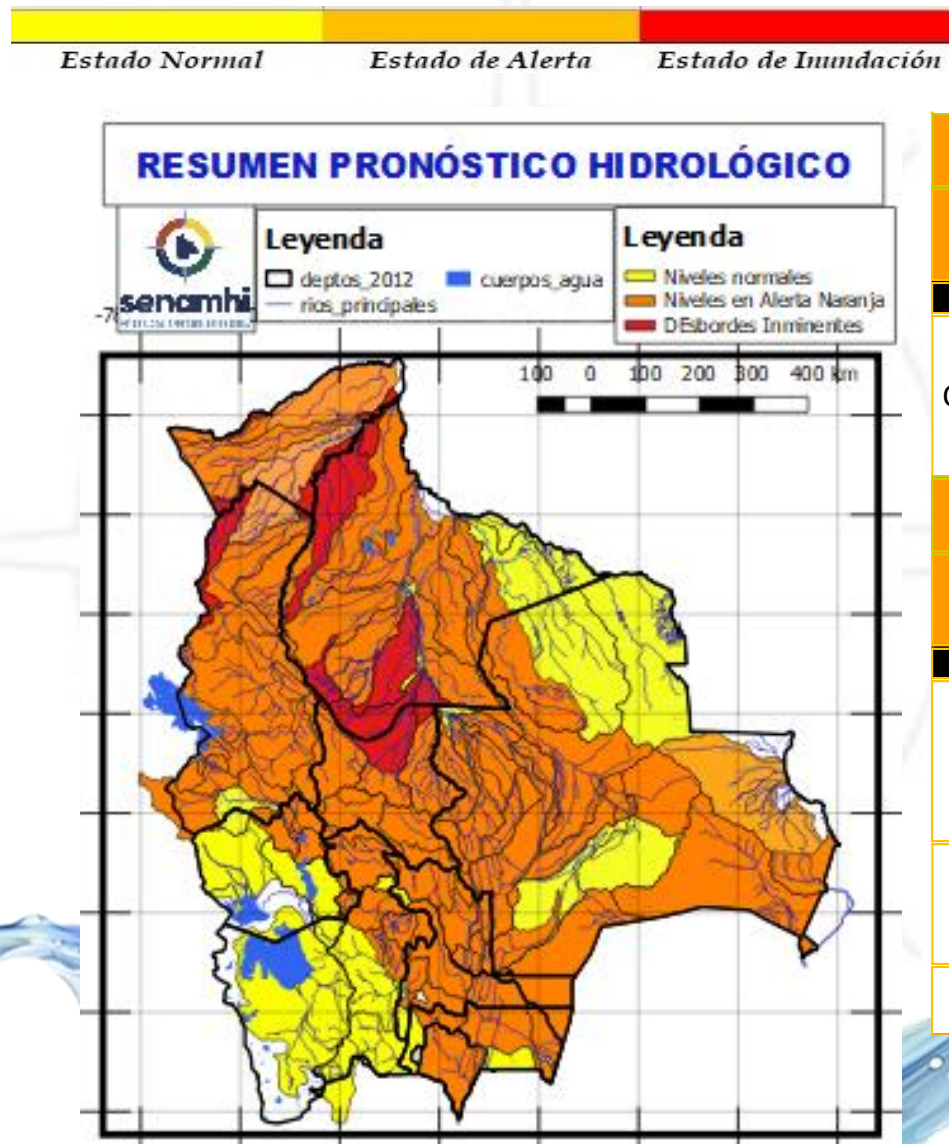 Estado Normal Estado de Alerta Estado de Inundación
RESUMEN PRONÓSTICO HIDROLÓGICO
senamhi
Leyenda
deptos_2012 cuerpos_agua
rios_principales
Leyenda
Niveles normales
Niveles en Alerta Naranja
DEsbordes Inminentes
100 0 100 200 300 400 km